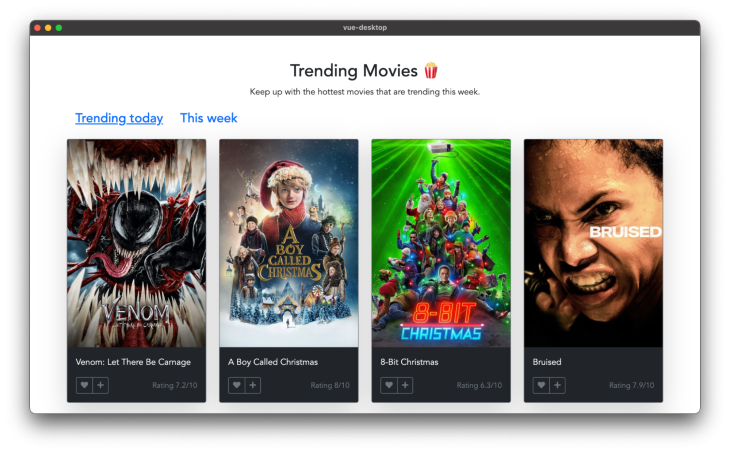 vue-desktop
Trending Movies 🍿
Keep up with the hottest movies that are trending this week.
Trending today
This week
VENOM
LET THERE BE CARNAGE
A
BOY
CALLED
CHRISTMAS
8-BIT
CHRISTMAS
BRUISED
Venom: Let There Be Carnage
A Boy Called Christmas
8-Bit Christmas
Bruised
Rating 7.2/10
Rating 8/10
Rating 6.3/10
Rating 7.9/10